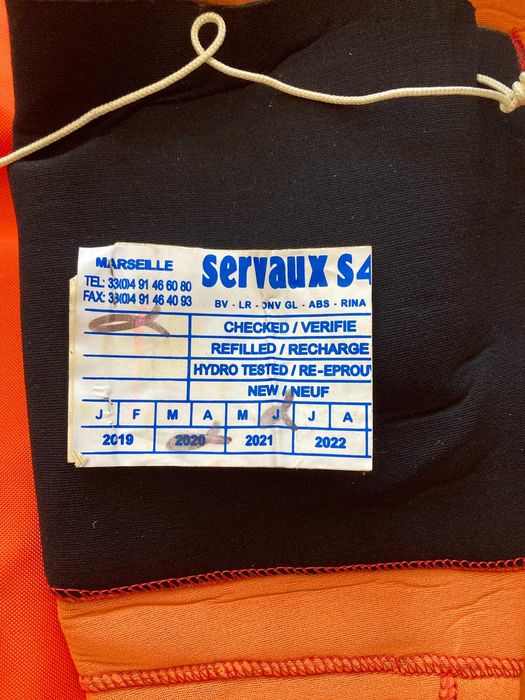 MARSEILLE
servaux S4
TEL: 33(0)4 91 46 60 80
FAX: 33(0)4 91 46 40 93
BV - LR - DNV GL - ABS - RINA
CHECKED / VERIFIE
REFILLED / RECHARGE
HYDRO TESTED / RE-EPROU
NEW / NEUF
J F M A M J J A
2019 2020 2021 2022